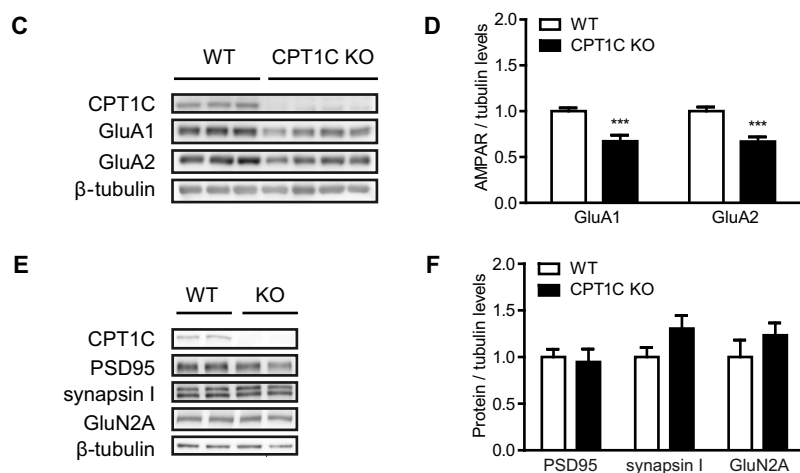 C
WT CPT1C KO
CPT1C
GluA1
GluA2
β-tubulin
D
WT
CPT1C KO
AMPAR / tubulin levels
2.0
1.5
1.0
0.5
0.0
***
***
GluA1 GluA2
E
WT KO
CPT1C
PSD95
synapsin I
GluN2A
β-tubulin
F
WT
CPT1C KO
Protein / tubulin levels
2.0
1.5
1.0
0.5
0.0
PSD95 synapsin I GluN2A